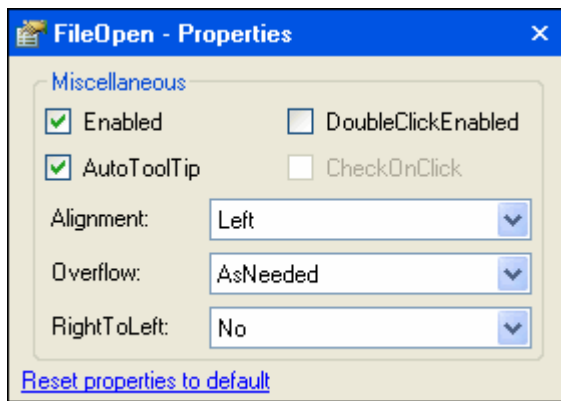 FileOpen - Properties
Miscellaneous
Enabled DoubleClickEnabled
AutoToolTip CheckOnClick
Alignment: Left
Overflow: AsNeeded
RightToLeft: No
Reset properties to default